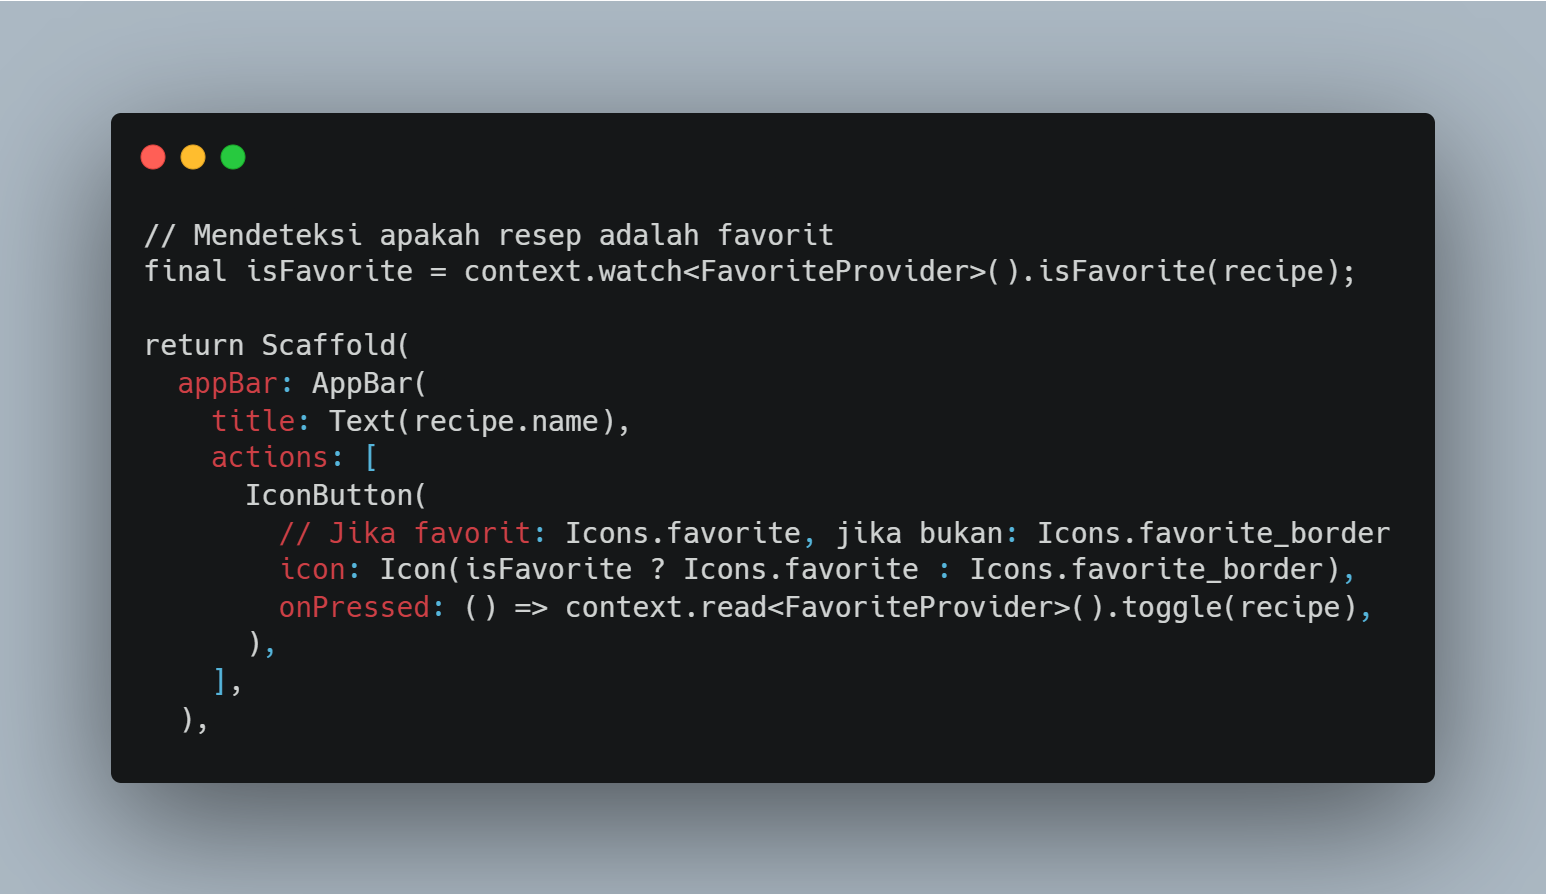 // Mendeteksi apakah resep adalah favorit
final isFavorite = context.watch<FavoriteProvider>().isFavorite(recipe);

return Scaffold(
  appBar: AppBar(
    title: Text(recipe.name),
    actions: [
      IconButton(
        // Jika favorit: Icons.favorite, jika bukan: Icons.favorite_border
        icon: Icon(isFavorite ? Icons.favorite : Icons.favorite_border),
        onPressed: () => context.read<FavoriteProvider>().toggle(recipe),
      ),
    ],
  ),